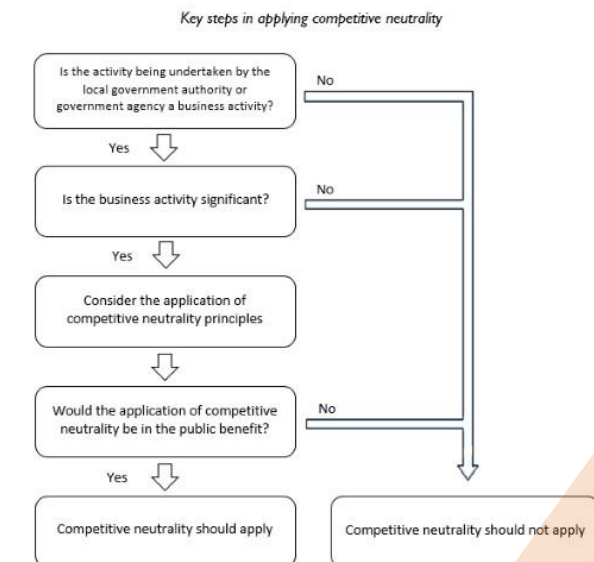 Key steps in applying competitive neutrality
Is the activity being undertaken by the
local government authority or
government agency a business activity?
No
Yes
Is the business activity significant?
No
Yes
Consider the application of
competitive neutrality principles
Would the application of competitive
neutrality be in the public benefit?
No
Yes
Competitive neutrality should apply
Competitive neutrality should not apply